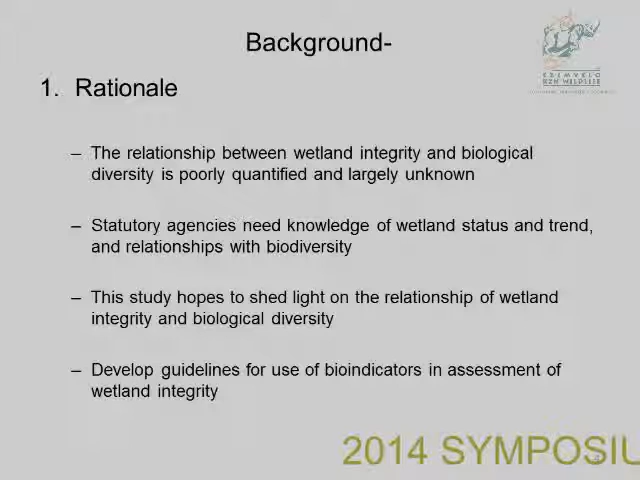 Background-
1. Rationale
– The relationship between wetland integrity and biological
diversity is poorly quantified and largely unknown
– Statutory agencies need knowledge of wetland status and trend,
and relationships with biodiversity
– This study hopes to shed light on the relationship of wetland
integrity and biological diversity
– Develop guidelines for use of bioindicators in assessment of
wetland integrity
EZEMVELO
KZN WILDLIFE
2014 SYMPOSIU